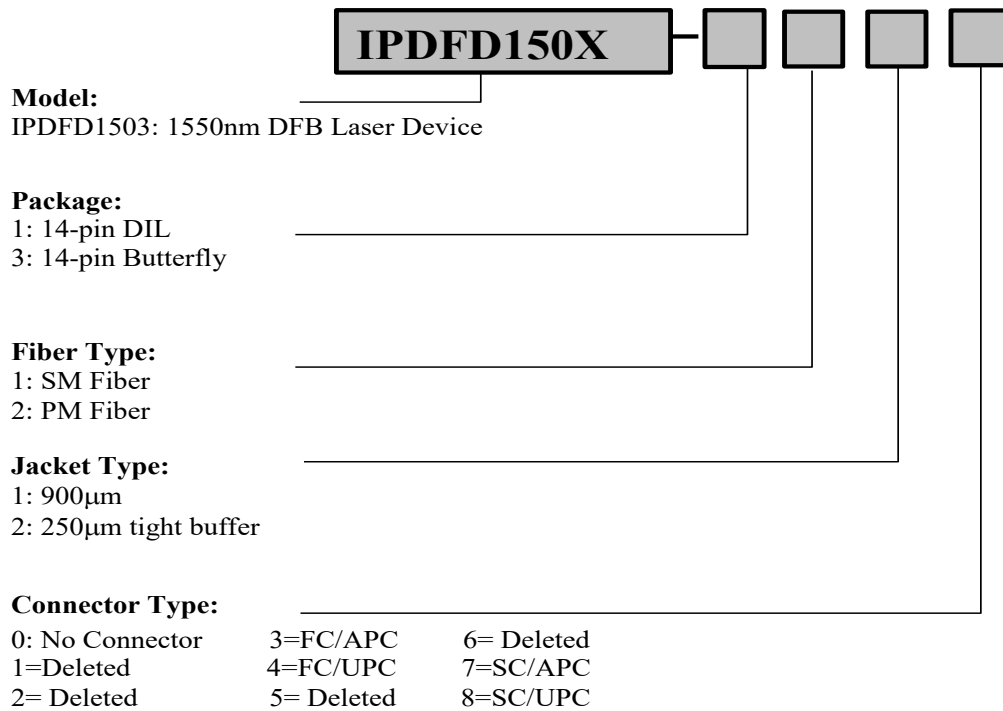 IPDFD150X
Model:
IPDFD1503: 1550nm DFB Laser Device
Package:
1: 14-pin DIL
3: 14-pin Butterfly
Fiber Type:
1: SM Fiber
2: PM Fiber
Jacket Type:
1: 900μm
2: 250μm tight buffer
Connector Type:
0: No Connector 3=FC/APC 6= Deleted
1=Deleted 4=FC/UPC 7=SC/APC
2= Deleted 5= Deleted 8=SC/UPC